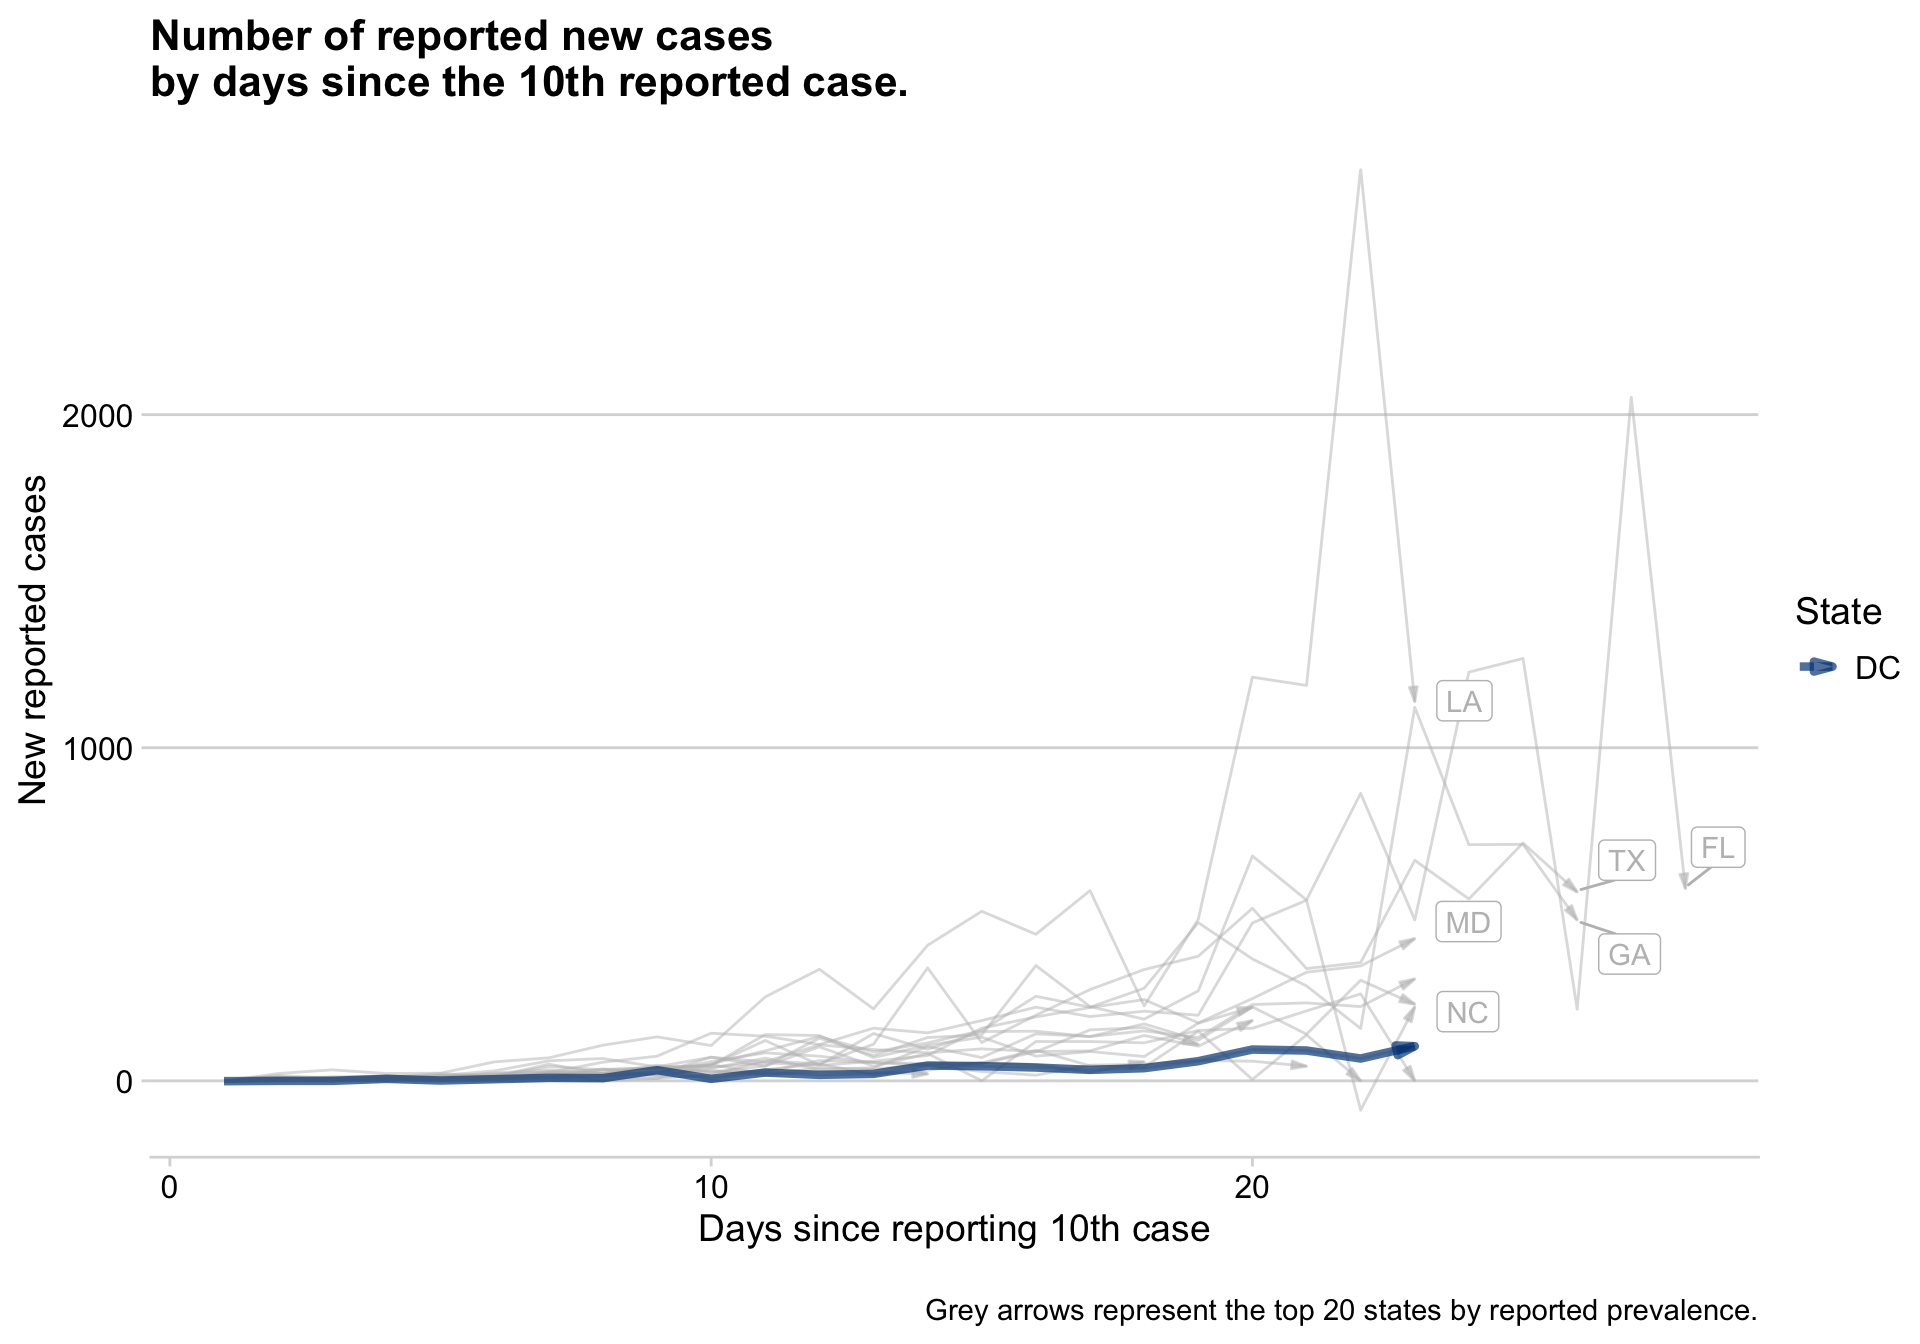 Number of reported new cases
by days since the 10th reported case.
New reported cases
2000
1000
0
LA
TX
FL
MD
GA
NC
State
DC
0
10
20
Days since reporting 10th case
Grey arrows represent the top 20 states by reported prevalence.